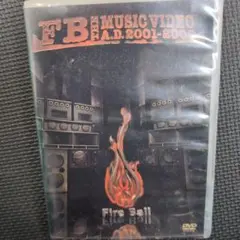 FB MUSIC VIDEO
A.D. 2001-200
Fire Ball
DVD